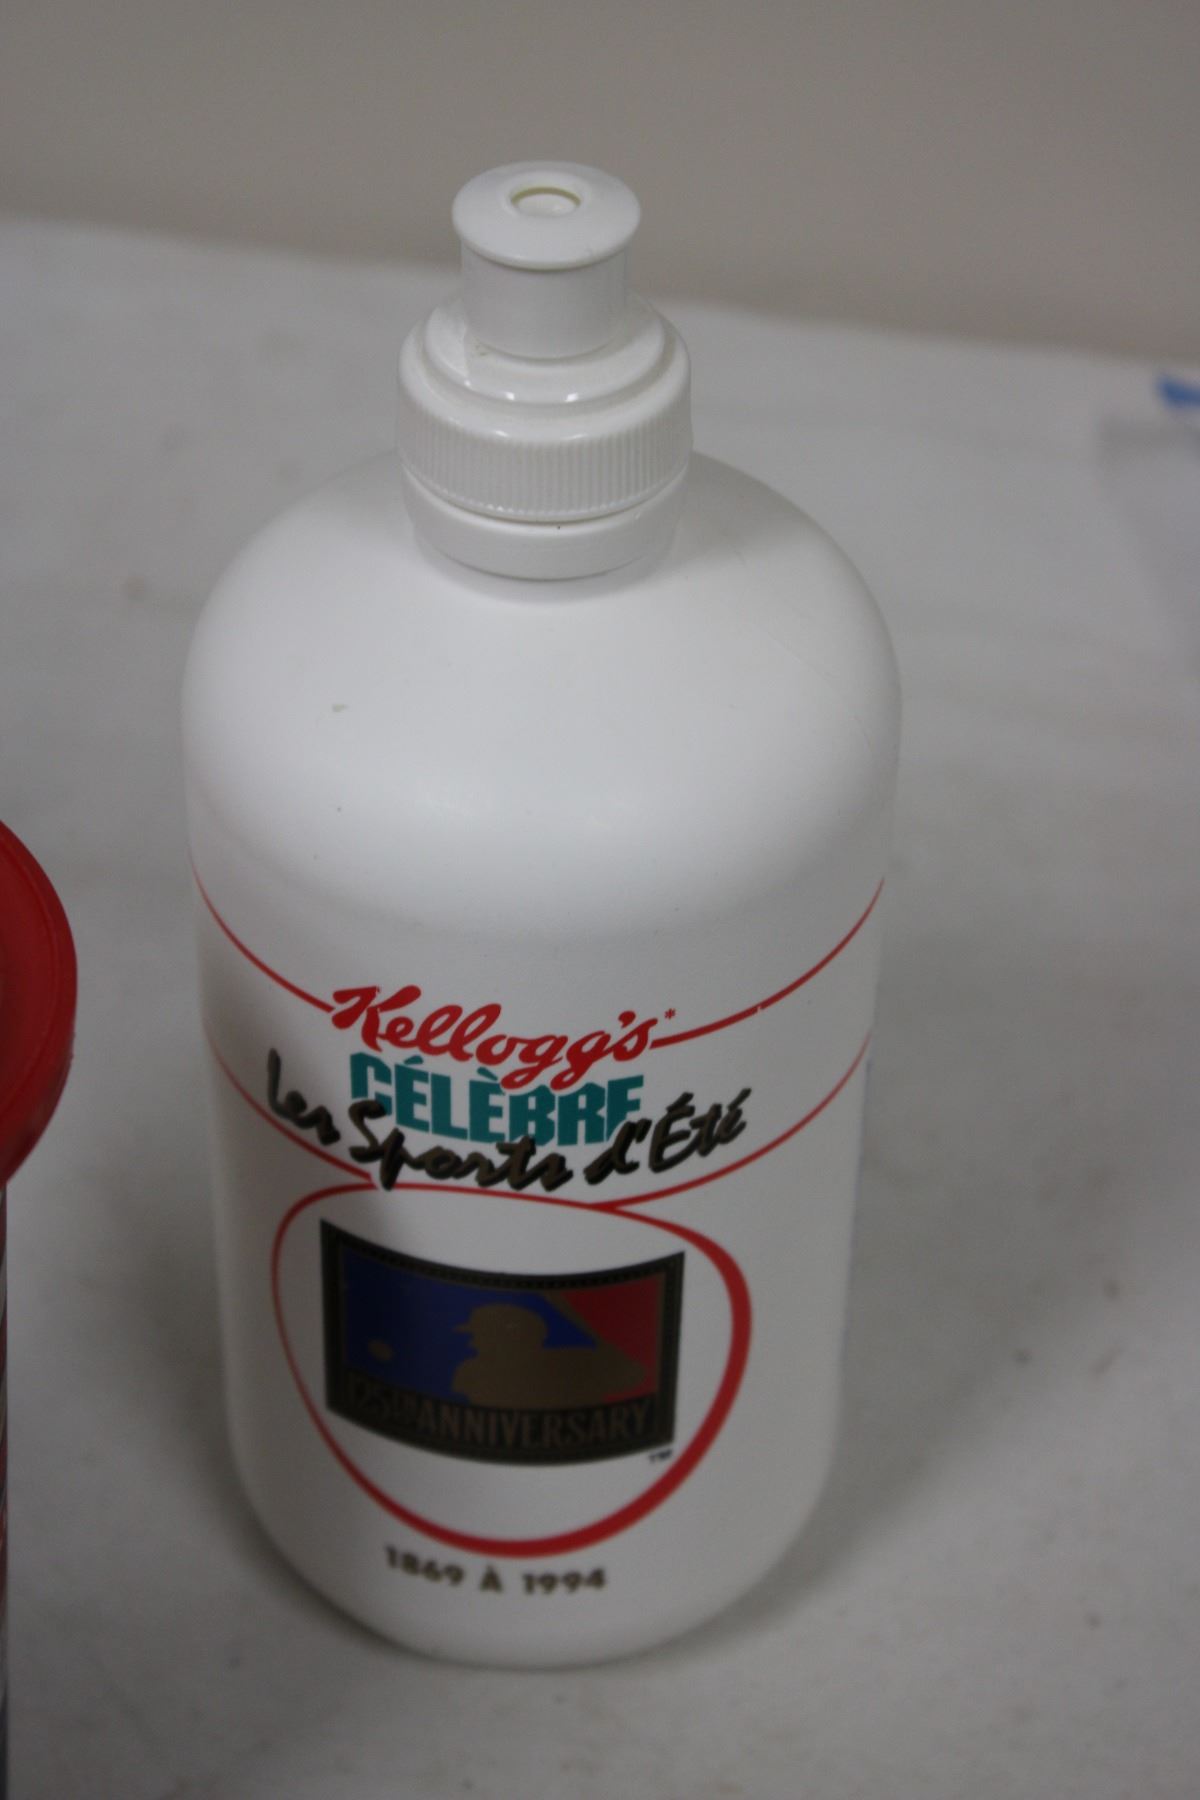 Kellogg's*
CÉLÈBRE
Les Sports d'Été
125th ANNIVERSARY
TM
1869 À 1994